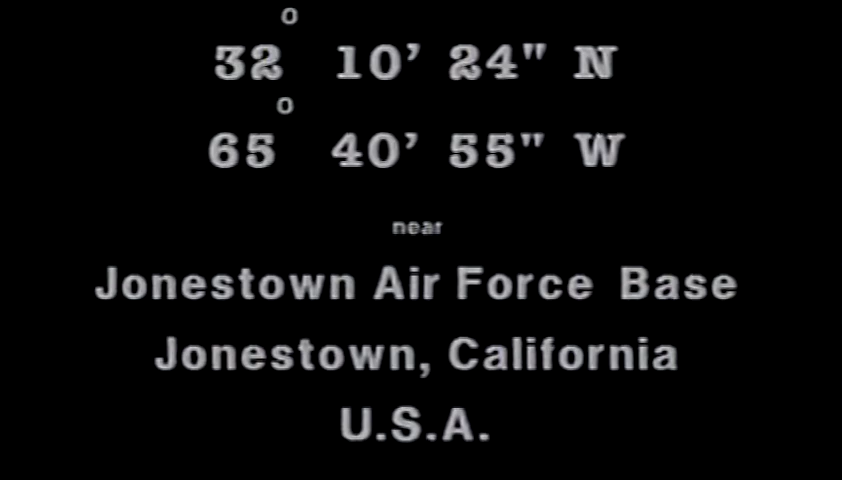 32° 10’ 24" N
65° 40’ 55" W
near
Jonestown Air Force Base
Jonestown, California
U.S.A.